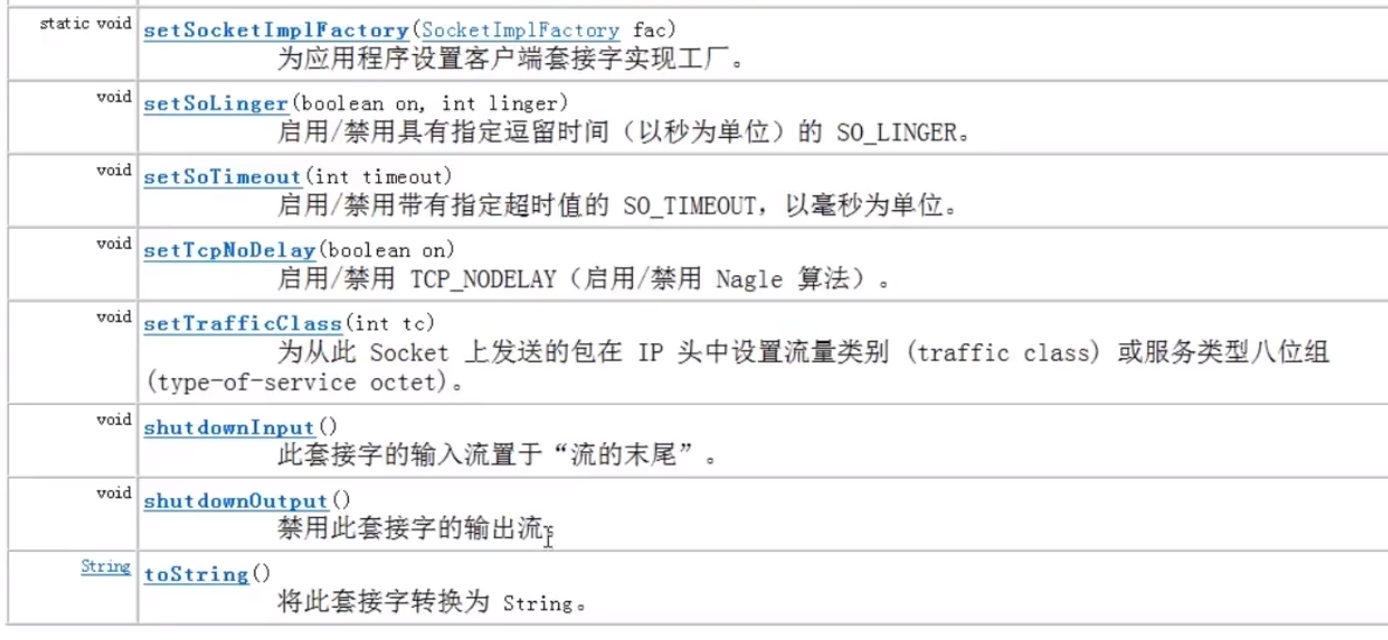 static void setSocketImplFactory(SocketImplFactory fac)
为应用程序设置客户端套接字实现工厂。
void setSoLinger(boolean on, int linger)
启用/禁用具有指定逗留时间（以秒为单位）的 SO_LINGER。
void setSoTimeout(int timeout)
启用/禁用带有指定超时值的 SO_TIMEOUT，以毫秒为单位。
void setTcpNoDelay(boolean on)
启用/禁用 TCP_NODELAY（启用/禁用 Nagle 算法）。
void setTrafficClass(int tc)
为从此 Socket 上发送的包在 IP 头中设置流量类别 (traffic class) 或服务类型八位组
(type-of-service octet)。
void shutdownInput()
此套接字的输入流置于“流的末尾”。
void shutdownOutput()
禁用此套接字的输出流。
String toString()
将此套接字转换为 String。